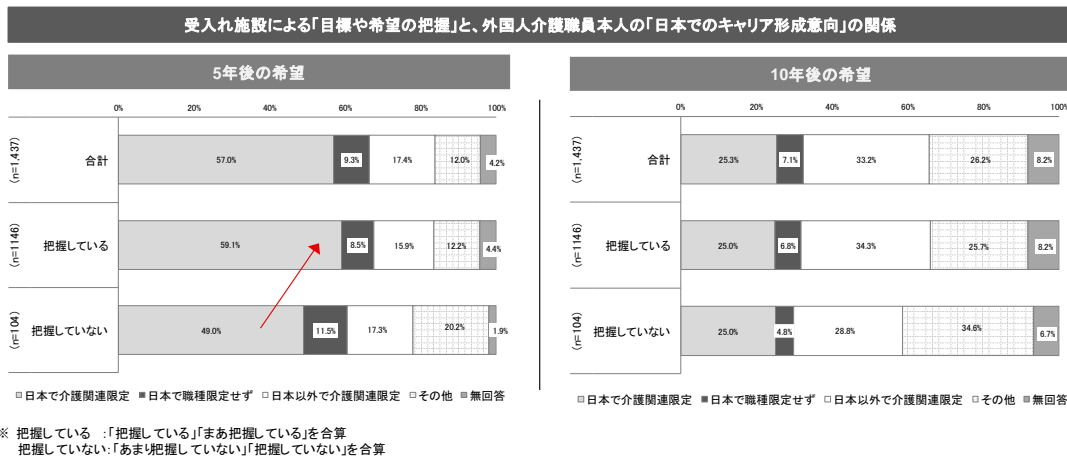 受入れ施設による「目標や希望の把握」と、外国人介護職員本人の「日本でのキャリア形成意向」の関係
5年後の希望
0% 20% 40% 60% 80% 100%
(n=1,437) 合計 57.0% 9.3% 17.4% 12.0% 4.2%
(n=1146) 把握している 59.1% 8.5% 15.9% 12.2% 4.4%
(n=104) 把握していない 49.0% 11.5% 17.3% 20.2% 1.9%
日本で介護関連限定 日本で職種限定せず 日本以外で介護関連限定 その他 無回答
10年後の希望
0% 20% 40% 60% 80% 100%
(n=1,437) 合計 25.3% 7.1% 33.2% 26.2% 8.2%
(n=1146) 把握している 25.0% 6.8% 34.3% 25.7% 8.2%
(n=104) 把握していない 25.0% 4.8% 28.8% 34.6% 6.7%
日本で介護関連限定 日本で職種限定せず 日本以外で介護関連限定 その他 無回答
※ 把握している :「把握している」「まあ把握している」を合算
把握していない:「あまり把握していない」「把握していない」を合算